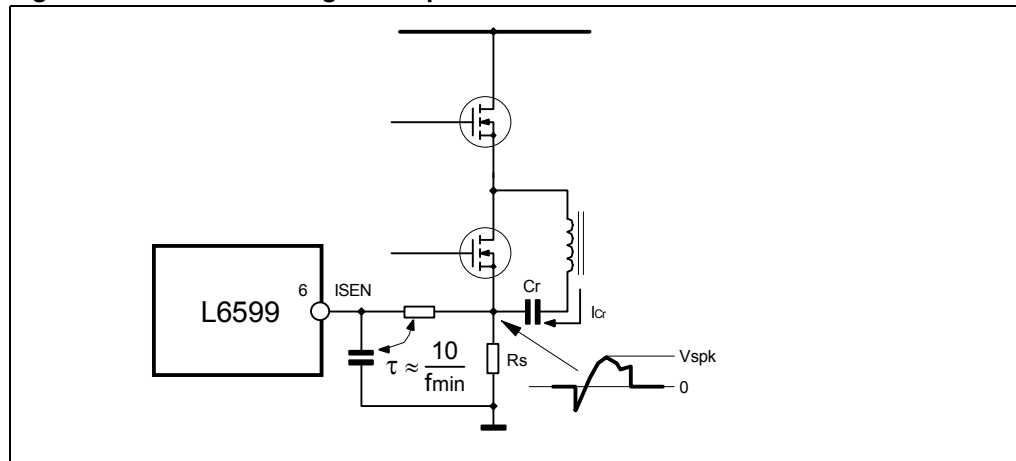 6 ISEN
L6599
Cr
ICr
τ ≈ 10/fmin
Rs
Vspk
0